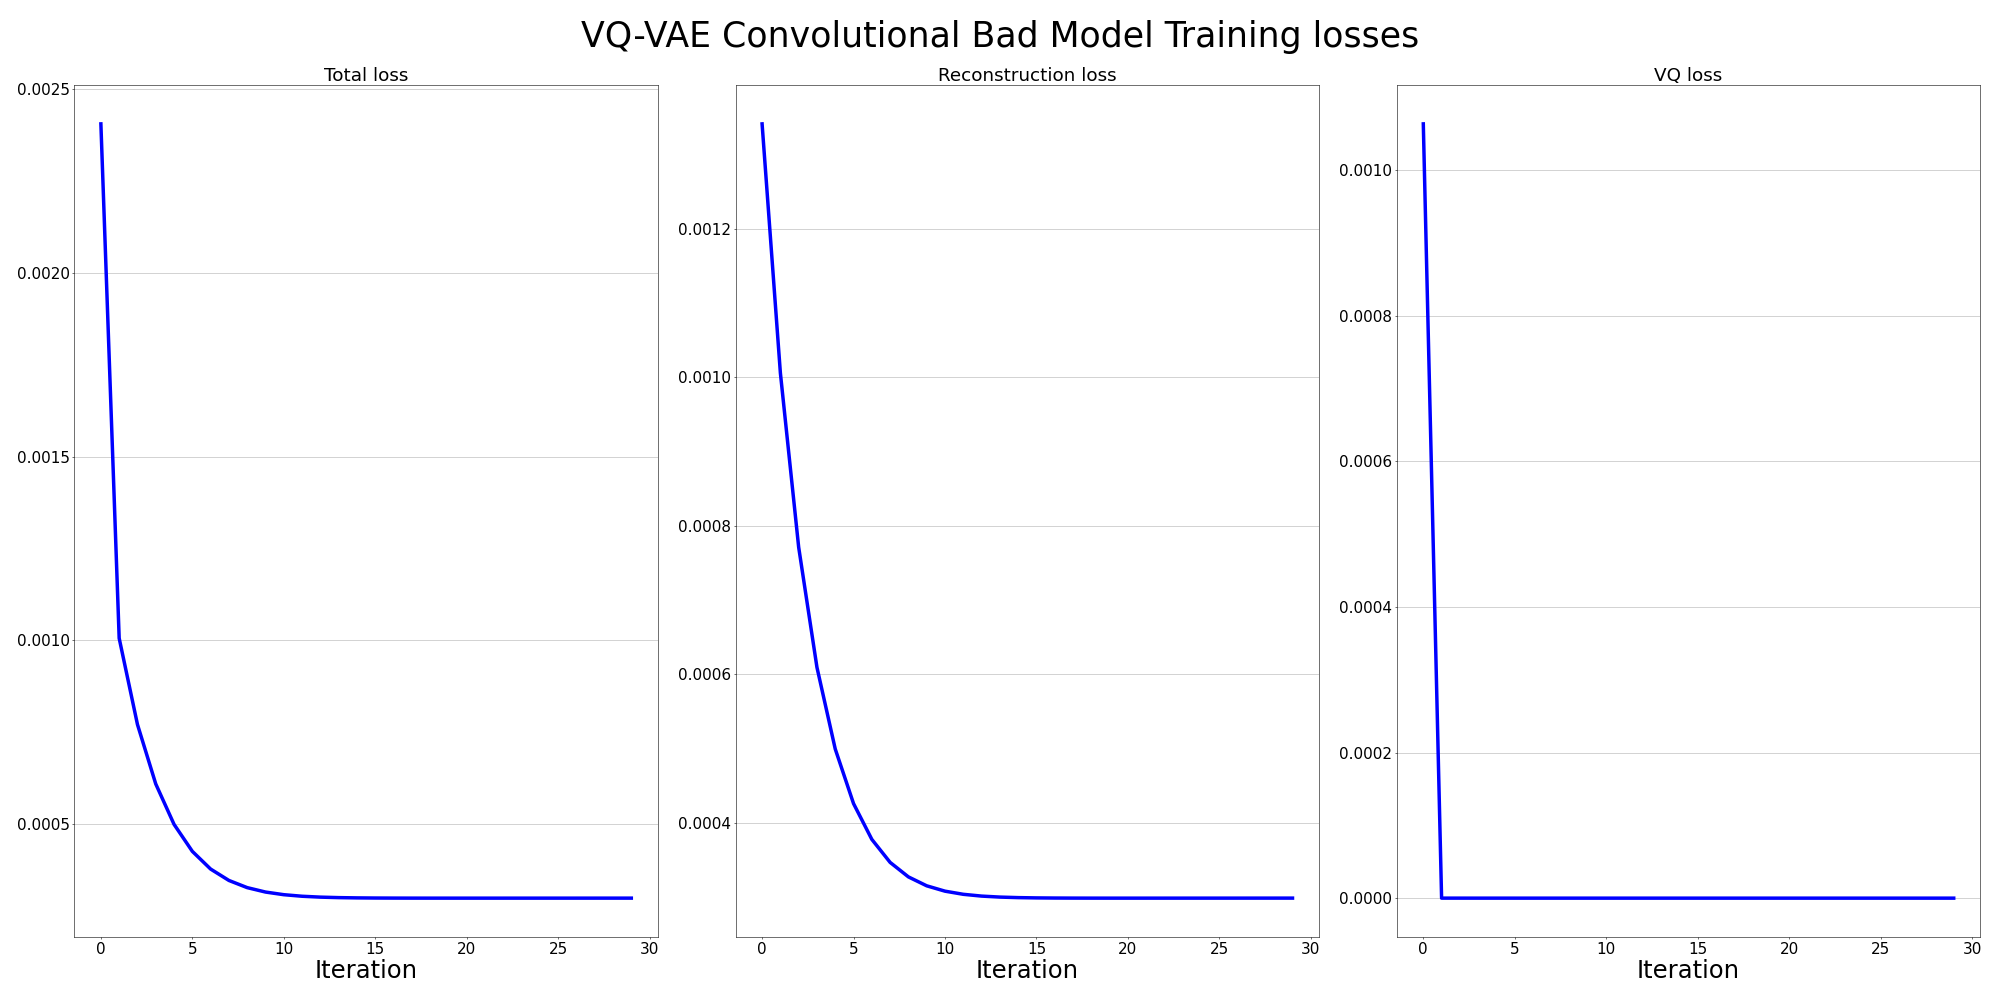 VQ-VAE Convolutional Bad Model Training losses
Total loss
0.0025
0.0020
0.0015
0.0010
0.0005
0 5 10 15 20 25 30
Iteration
Reconstruction loss
0.0012
0.0010
0.0008
0.0006
0.0004
0 5 10 15 20 25 30
Iteration
VQ loss
0.0010
0.0008
0.0006
0.0004
0.0002
0.0000
0 5 10 15 20 25 30
Iteration